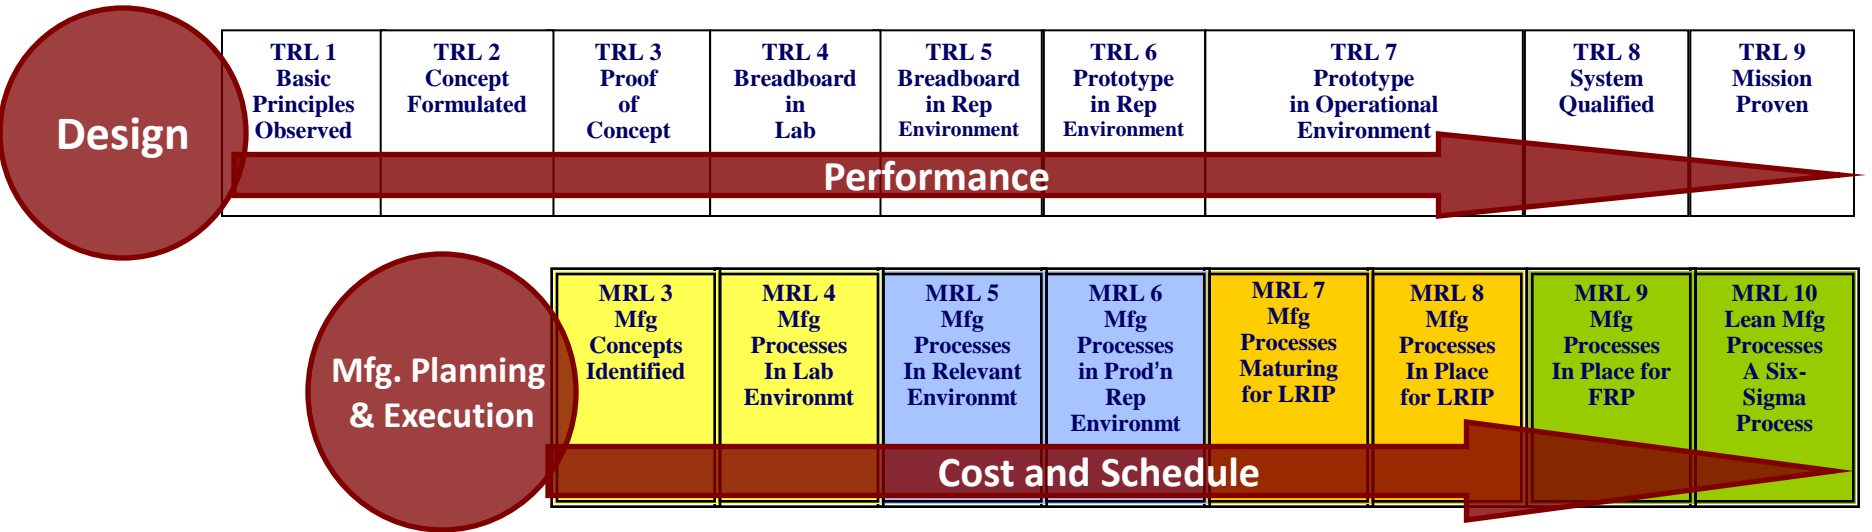 Design
TRL 1
Basic
Principles
Observed
TRL 2
Concept
Formulated
TRL 3
Proof
of
Concept
TRL 4
Breadboard
in
Lab
TRL 5
Breadboard
in Rep
Environment
TRL 6
Prototype
in Rep
Environment
TRL 7
Prototype
in Operational
Environment
TRL 8
System
Qualified
TRL 9
Mission
Proven
Performance
Mfg. Planning
& Execution
MRL 3
Mfg
Concepts
Identified
MRL 4
Mfg
Processes
In Lab
Environmt
MRL 5
Mfg
Processes
In Relevant
Environmt
MRL 6
Mfg
Processes
in Prod’n
Rep
Environmt
MRL 7
Mfg
Processes
Maturing
for LRIP
MRL 8
Mfg
Processes
In Place
for LRIP
MRL 9
Mfg
Processes
In Place for
FRP
MRL 10
Lean Mfg
Processes
A Six-
Sigma
Process
Cost and Schedule